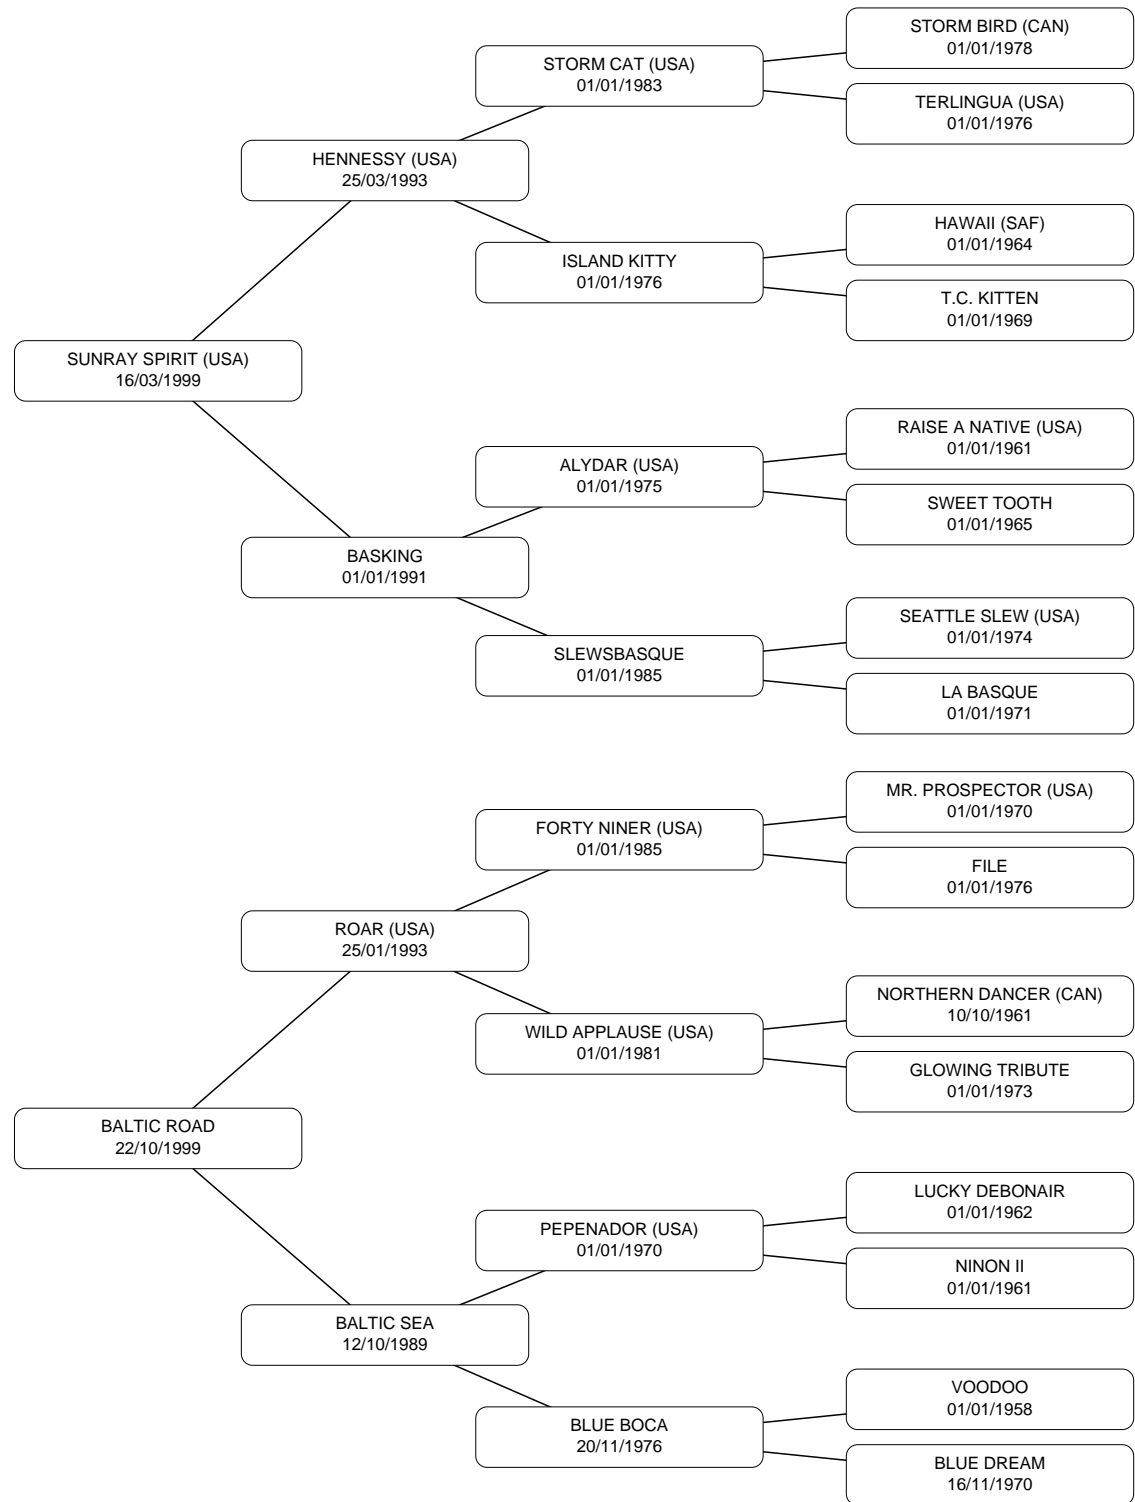 STORM BIRD (CAN)
01/01/1978
STORM CAT (USA)
01/01/1983
TERLINGUA (USA)
01/01/1976
HENNESSY (USA)
25/03/1993
HAWAII (SAF)
01/01/1964
ISLAND KITTY
01/01/1976
T.C. KITTEN
01/01/1969
SUNRAY SPIRIT (USA)
16/03/1999
RAISE A NATIVE (USA)
01/01/1961
ALYDAR (USA)
01/01/1975
SWEET TOOTH
01/01/1965
BASKING
01/01/1991
SEATTLE SLEW (USA)
01/01/1974
SLEWSBASQUE
01/01/1985
LA BASQUE
01/01/1971
MR. PROSPECTOR (USA)
01/01/1970
FORTY NINER (USA)
01/01/1985
FILE
01/01/1976
ROAR (USA)
25/01/1993
NORTHERN DANCER (CAN)
10/10/1961
WILD APPLAUSE (USA)
01/01/1981
GLOWING TRIBUTE
01/01/1973
BALTIC ROAD
22/10/1999
LUCKY DEBONAIR
01/01/1962
PEPENADOR (USA)
01/01/1970
NINON II
01/01/1961
BALTIC SEA
12/10/1989
VOODOO
01/01/1958
BLUE BOCA
20/11/1976
BLUE DREAM
16/11/1970